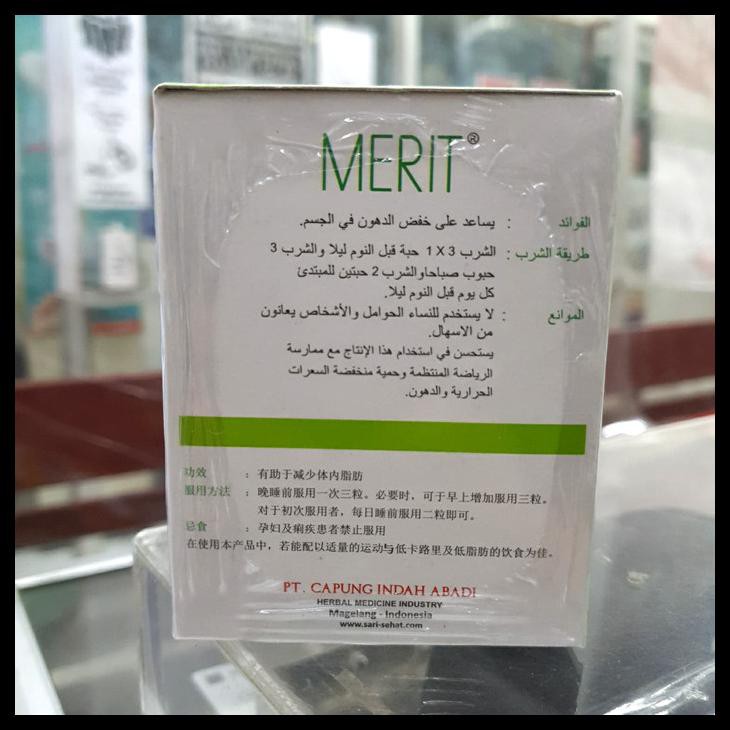 MERIT®
الفوائد : يساعد على خفض الدهون في الجسم.
طريقة الشرب : الشرب 3 X 1 حبة قبل النوم ليلا والشرب 3
حبوب صباحاوالشرب 2 حبتين للمبتدئ
كل يوم قبل النوم ليلا.
الموانع : لا يستخدم للنساء الحوامل والأشخاص يعانون
من الاسهال.
يستحسن في استخدام هذا الإنتاج مع ممارسة
الرياضة المنتظمة وحمية منخفضة السعرات
الحرارية والدهون.
功效 : 有助于减少体内脂肪
服用方法 : 晚睡前服用一次三粒。必要时，可于早上增加服用三粒。
对于初次服用者，每日睡前服用二粒即可。
忌食 : 孕妇及痢疾患者禁止服用
在使用本产品中，若能配以适量的运动与低卡路里及低脂肪的饮食为佳。
PT. CAPUNG INDAH ABADI
HERBAL MEDICINE INDUSTRY
Magelang - Indonesia
www.sari-sehat.com